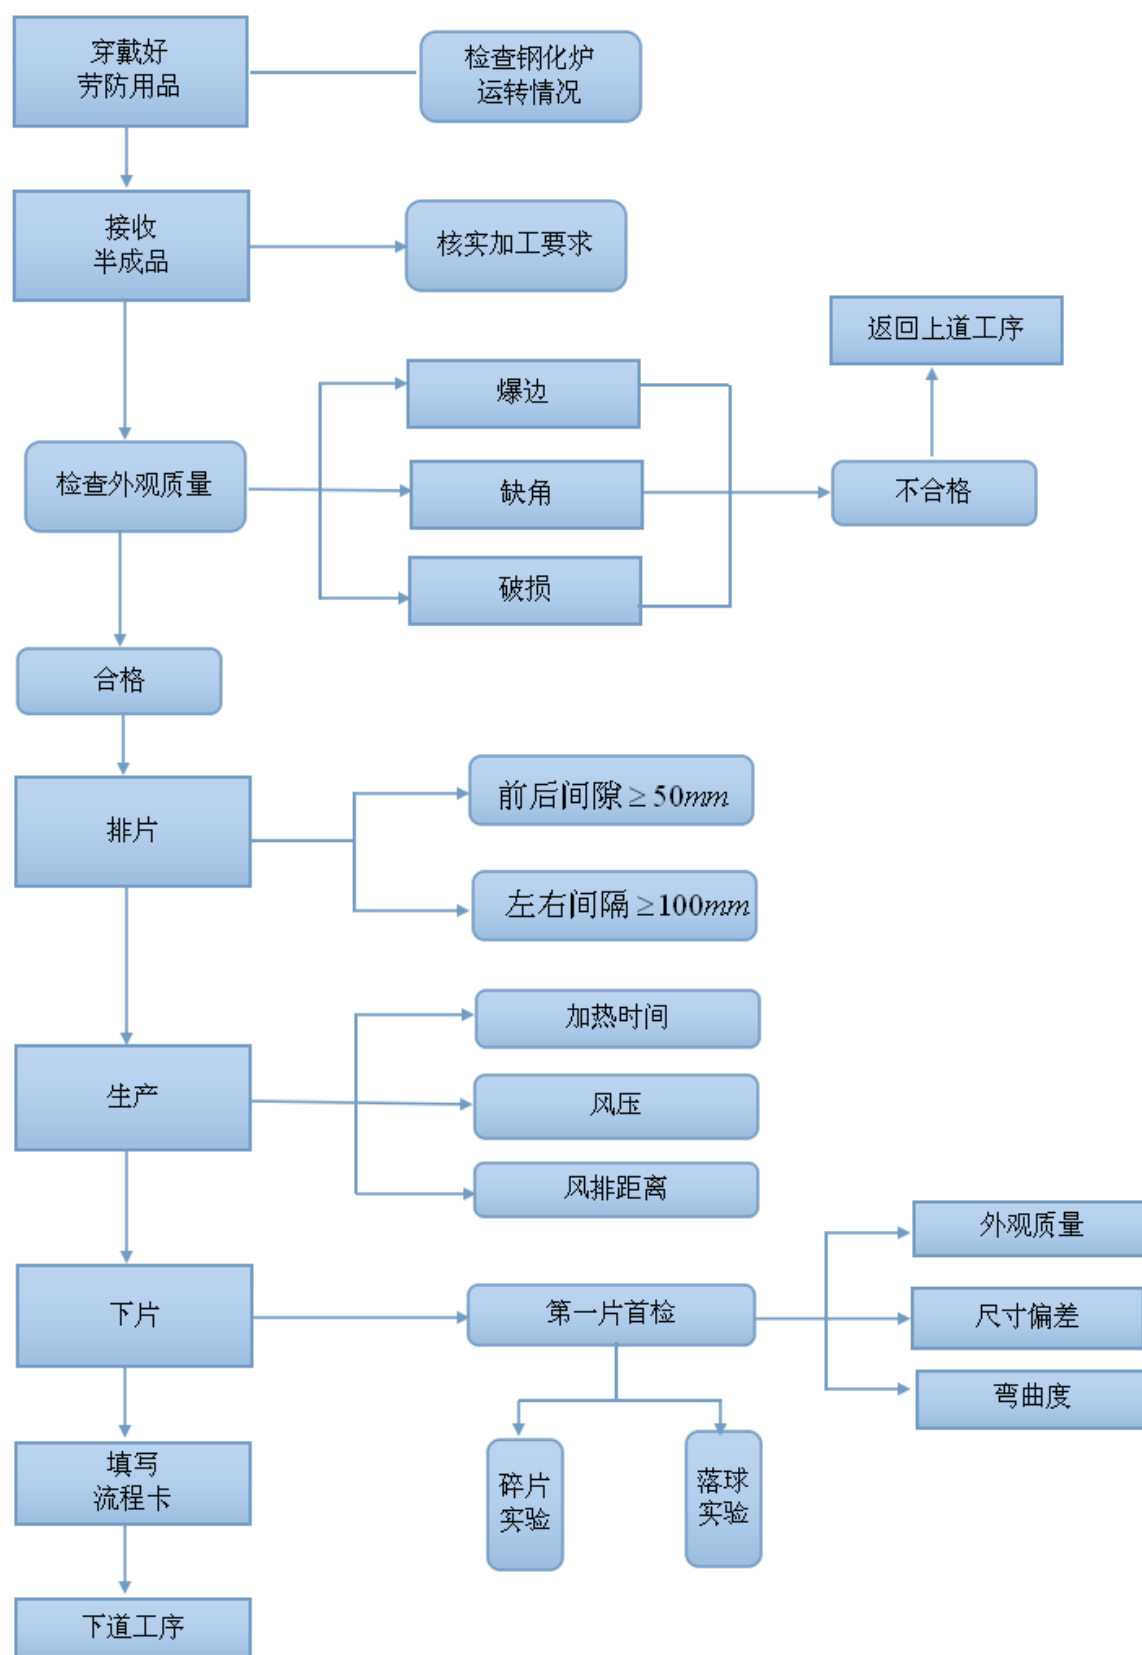 穿戴好
劳防用品
检查钢化炉
运转情况
接收
半成品
核实加工要求
返回上道工序
爆边
检查外观质量
缺角
不合格
破损
合格
前后间隙≥50mm
排片
左右间隔≥100mm
加热时间
生产
风压
风排距离
外观质量
下片
第一片首检
尺寸偏差
弯曲度
填写
流程卡
碎片
实验
落球
实验
下道工序